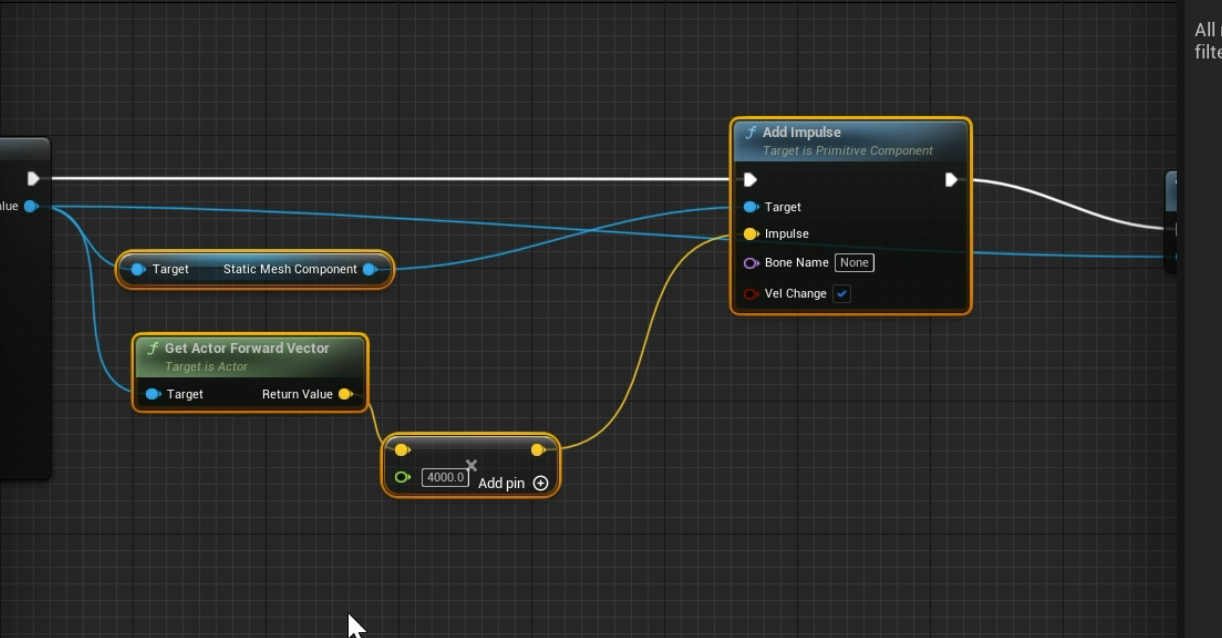 All
filte
Add Impulse
Target is Primitive Component
Target
Impulse
Bone Name None
Vel Change
Target Static Mesh Component
Get Actor Forward Vector
Target is Actor
Target Return Value
4000.0
Add pin